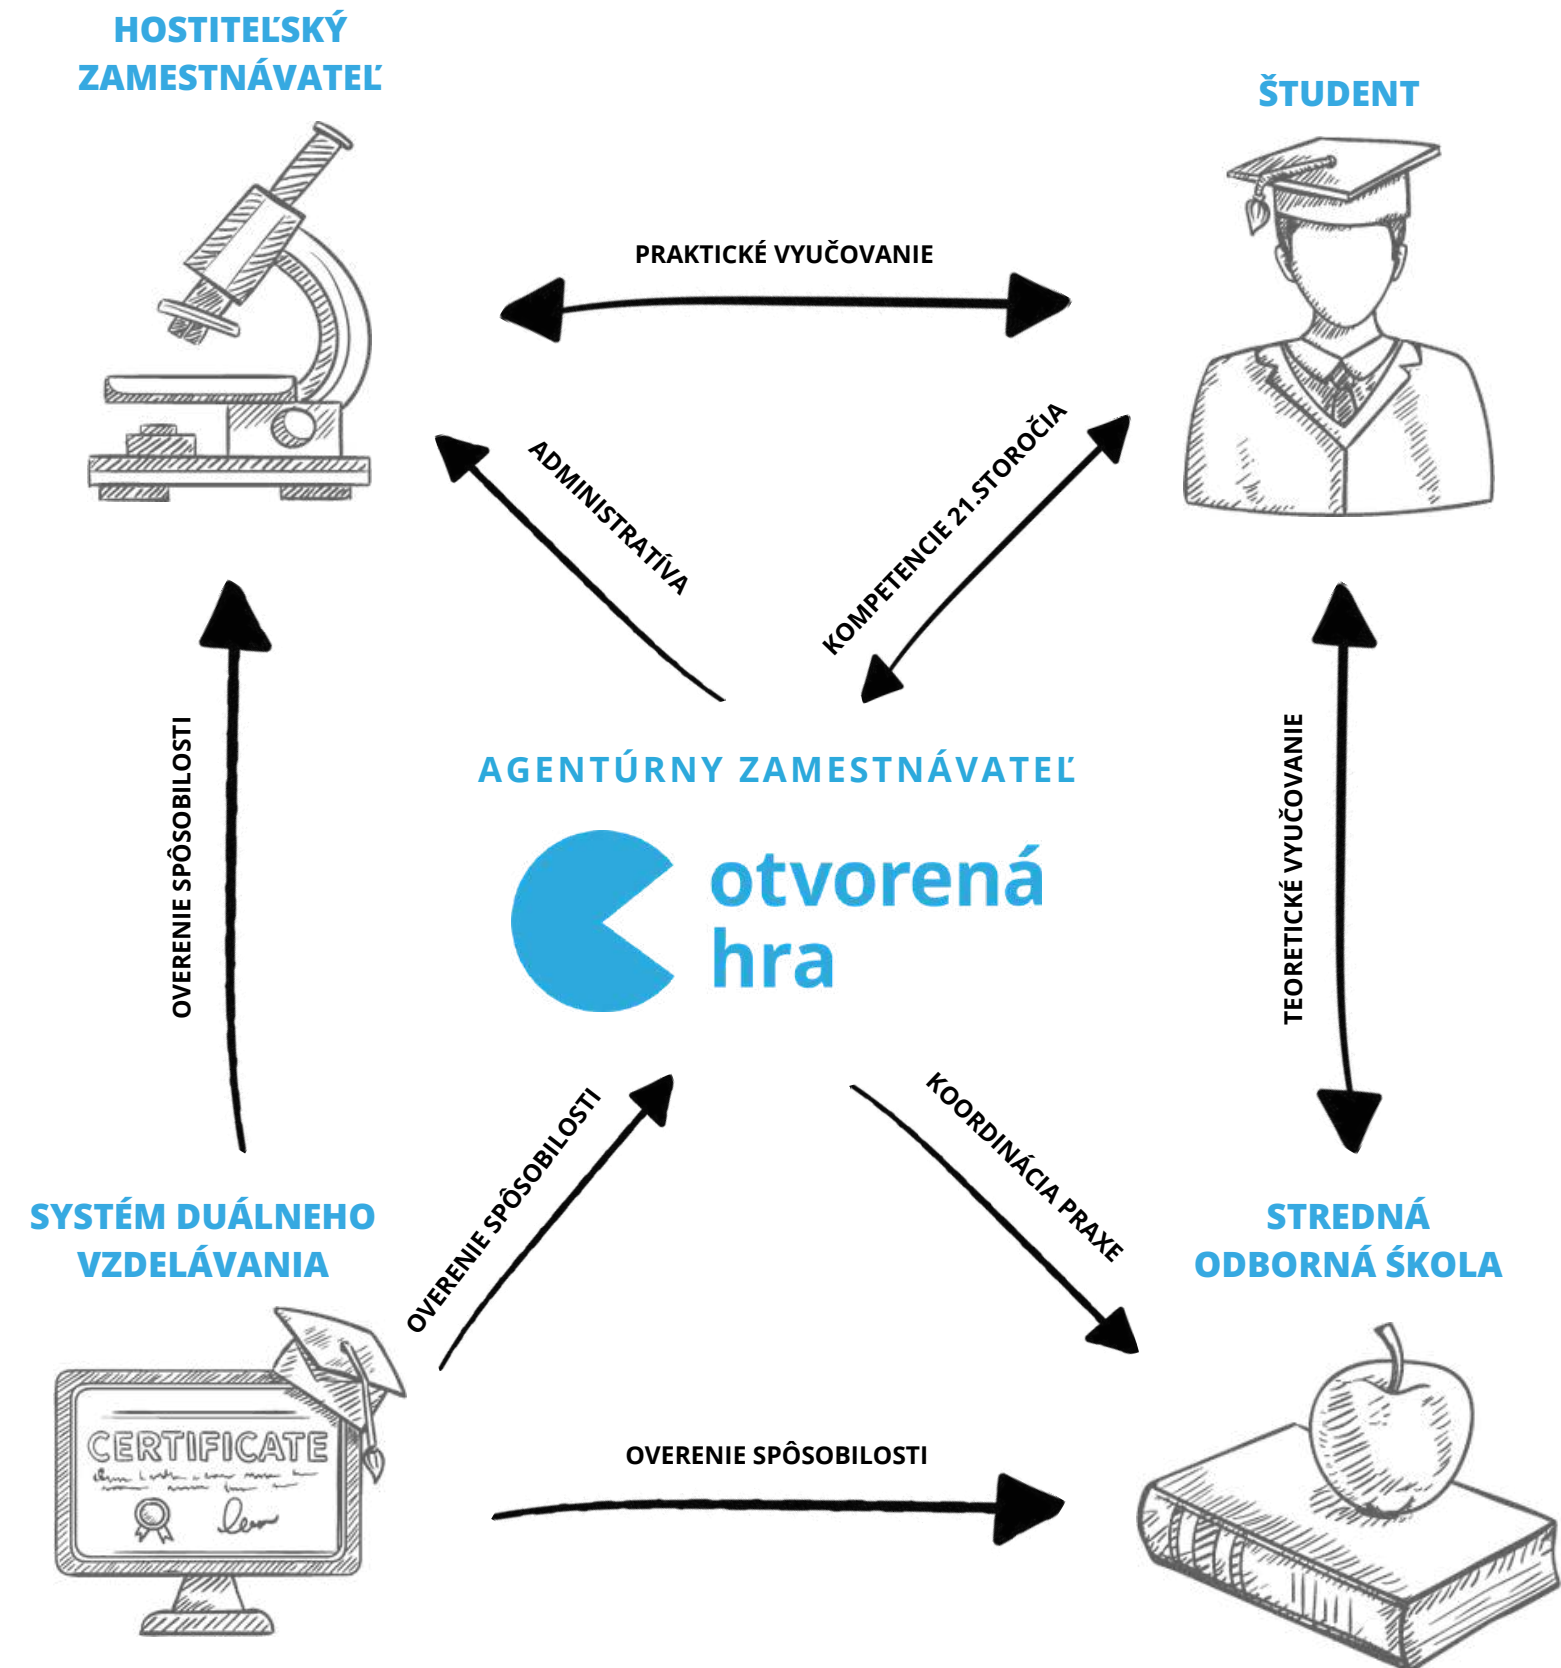 HOSTITEĽSKÝ
ZAMESTNÁVATEĽ
ŠTUDENT
PRAKTICKÉ VYUČOVANIE
ADMINISTRATÍVA
KOMPETENCIE 21.STOROČIA
OVERENIE SPÔSOBILOSTI
AGENTÚRNY ZAMESTNÁVATEĽ
otvorená
hra
TEORETICKÉ VYUČOVANIE
OVERENIE SPÔSOBILOSTI
KOORDINÁCIA PRAXE
SYSTÉM DUÁLNEHO
VZDELÁVANIA
STREDNÁ
ODBORNÁ ŚKOLA
CERTIFICATE
OVERENIE SPÔSOBILOSTI